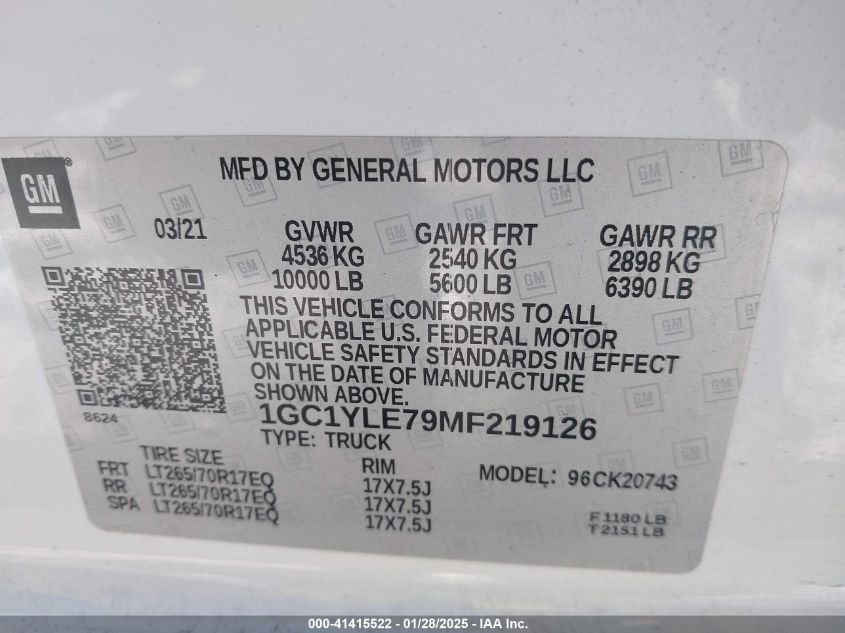 GM
MFD BY GENERAL MOTORS LLC
03/21
GVWR GAWR FRT GAWR RR
4536 KG 2540 KG 2898 KG
10000 LB 5600 LB 6390 LB
THIS VEHICLE CONFORMS TO ALL
APPLICABLE U.S. FEDERAL MOTOR
VEHICLE SAFETY STANDARDS IN EFFECT
ON THE DATE OF MANUFACTURE
SHOWN ABOVE.
8624
1GC1YLE79MF219126
TYPE: TRUCK
TIRE SIZE RIM MODEL: 96CK20743
FRT LT265/70R17EQ 17X7.5J
RR LT265/70R17EQ 17X7.5J
SPA LT265/70R17EQ 17X7.5J
F1180 LB
T2151 LB
000-41415522 - 01/28/2025 - IAA Inc.